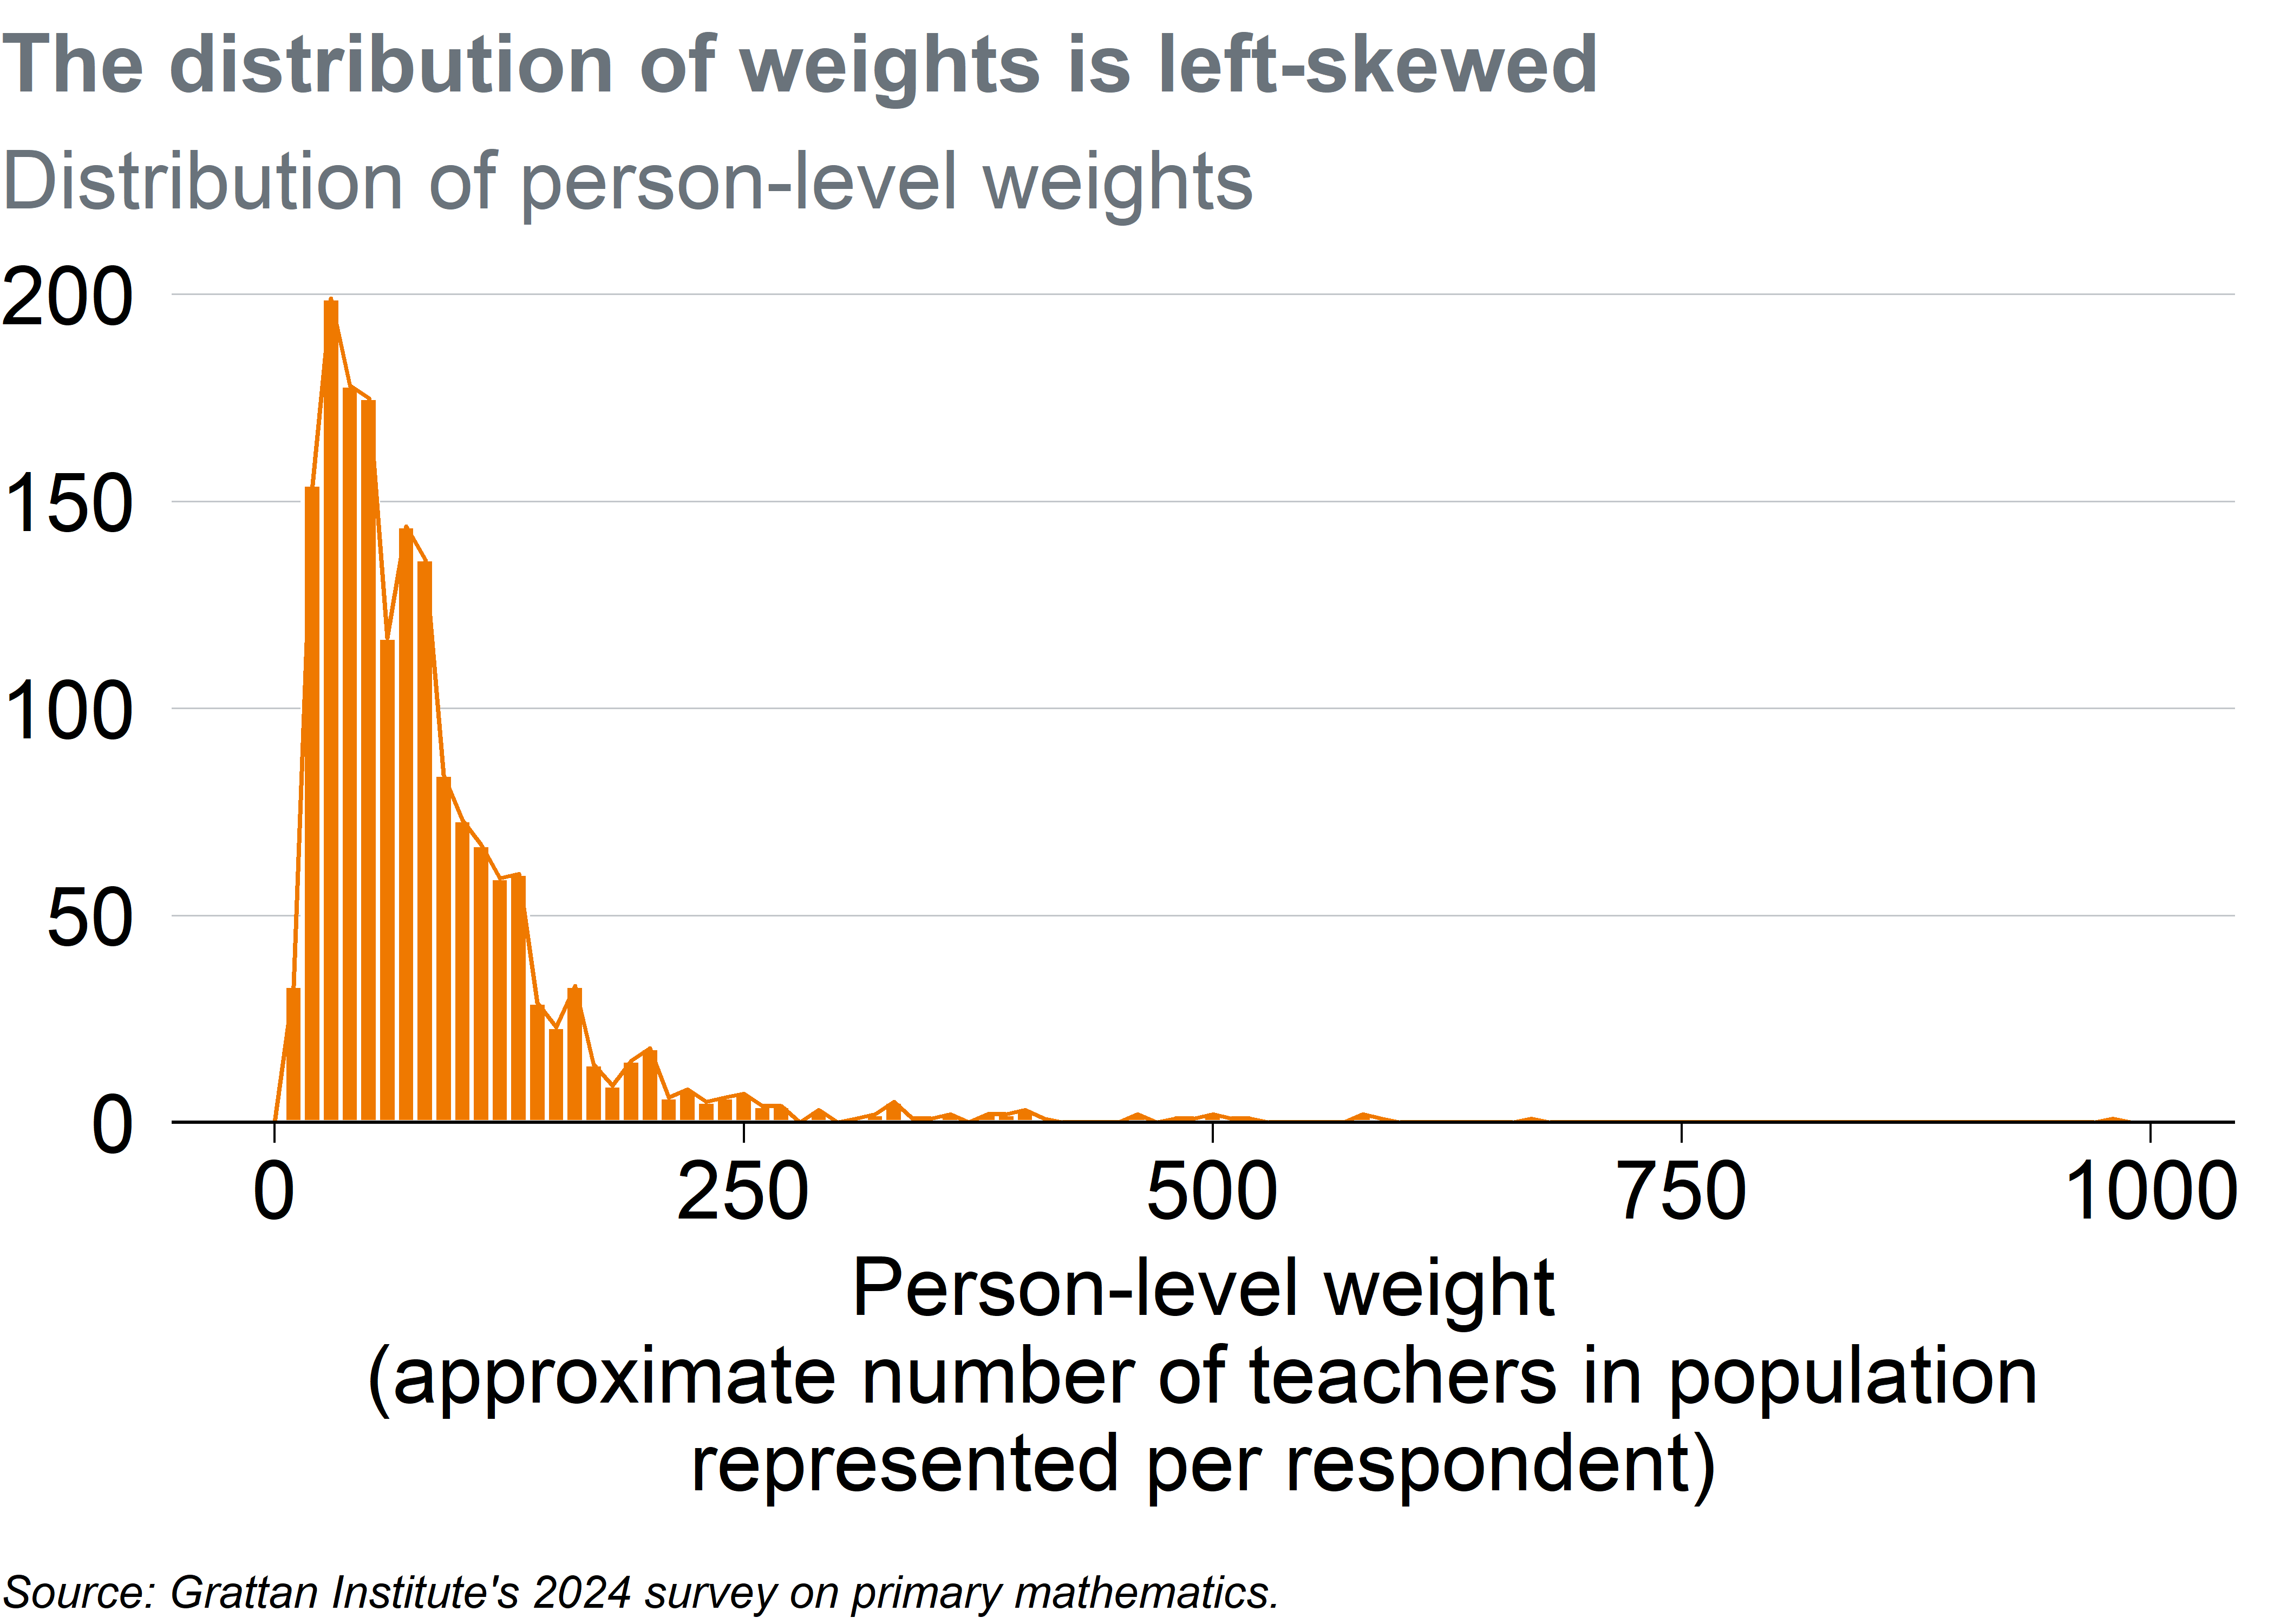 The distribution of weights is left-skewed
Distribution of person-level weights
200
150
100
50
0
0 250 500 750 1000
Person-level weight
(approximate number of teachers in population
represented per respondent)
Source: Grattan Institute's 2024 survey on primary mathematics.